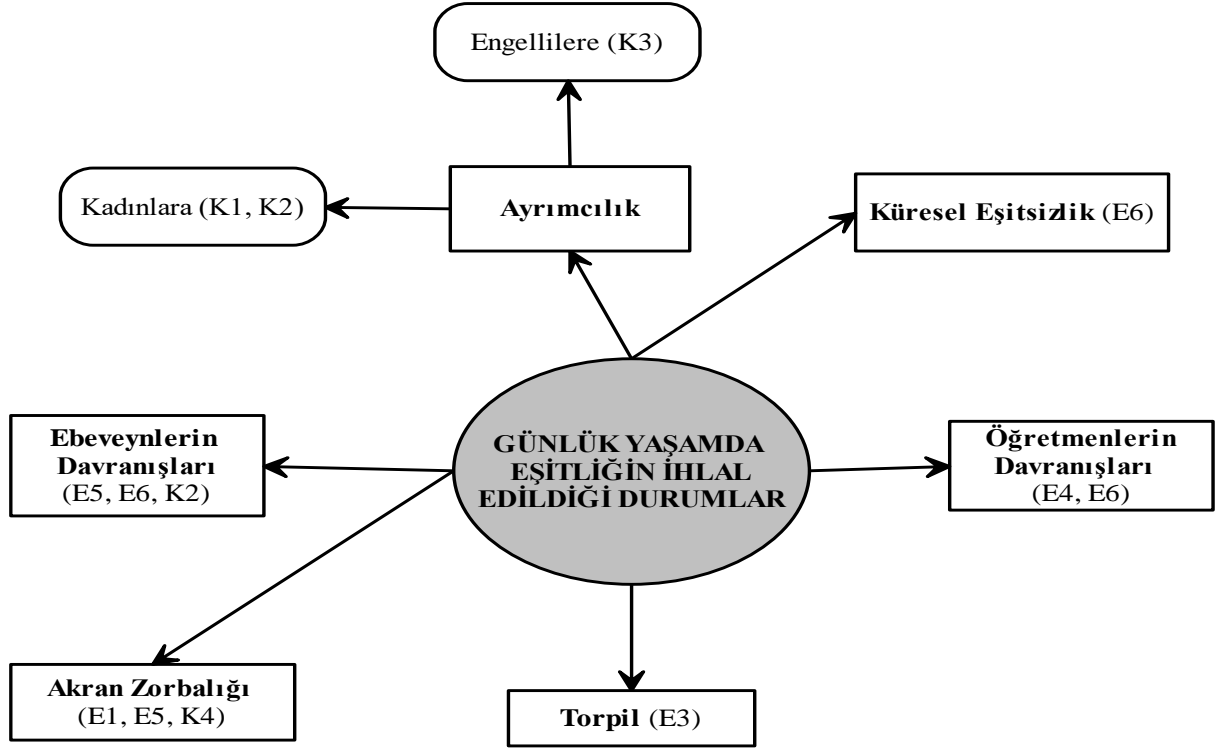 Engellilere (K3)
Kadınlara (K1, K2)
Ayrımcılık
Küresel Eşitsizlik (E6)
GÜNLÜK YAŞAMDA
EŞİTLİĞİN İHLAL
EDİLDİĞİ DURUMLAR
Ebeveynlerin
Davranışları
(E5, E6, K2)
Öğretmenlerin
Davranışları
(E4, E6)
Akran Zorbalığı
(E1, E5, K4)
Torpil (E3)